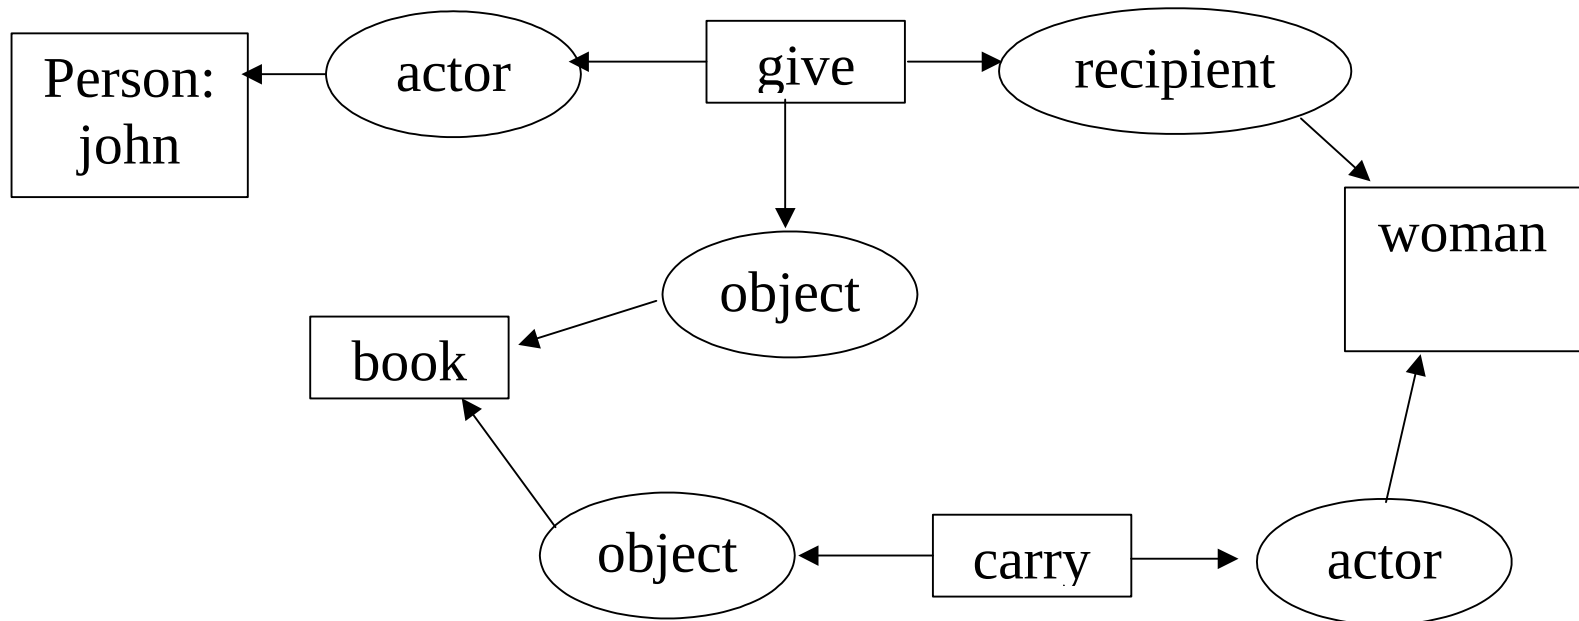 Person:
john
actor
give
recipient
woman
object
book
object
carry
actor